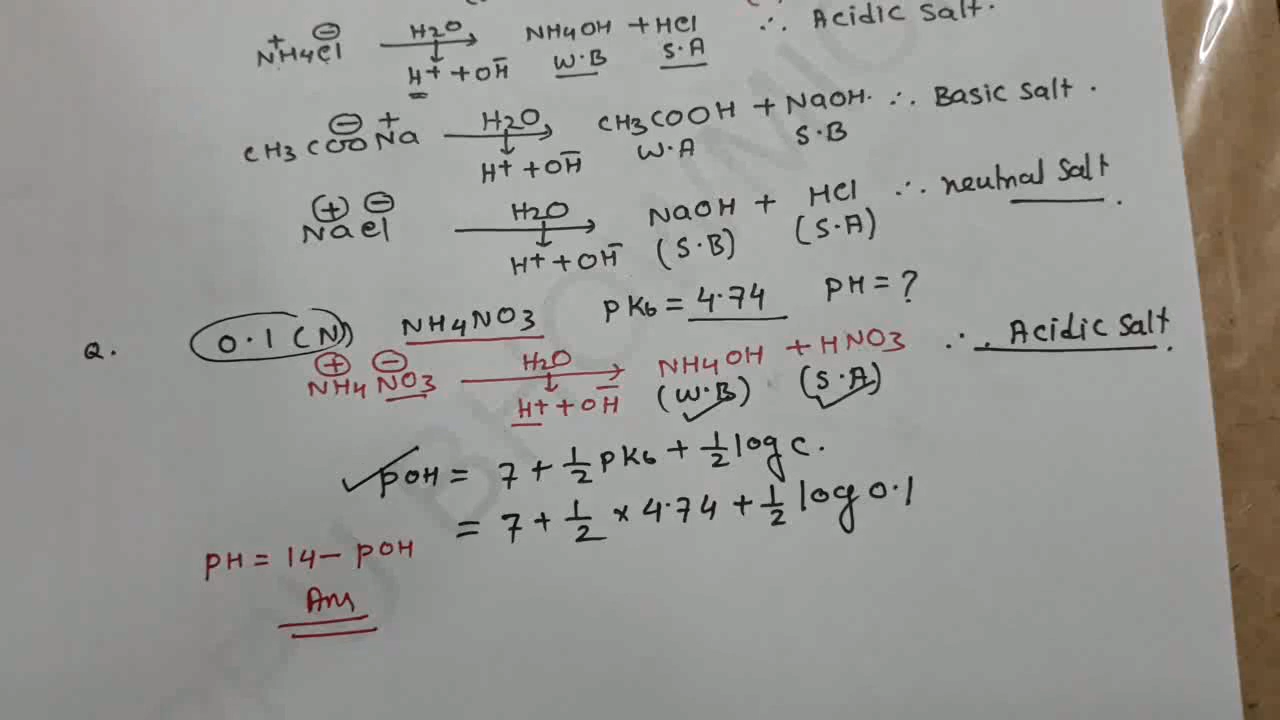 NH4Cl + − H2O → NH4OH + HCl ∴ Acidic Salt.
H+ + OH− W.B S.A
CH3COONa − + H2O → CH3COOH + NaOH. ∴ Basic Salt.
H+ + OH− W.A S.B
NaCl + − H2O → NaOH + HCl ∴ neutral Salt.
H+ + OH− (S.B) (S.A)
Q. 0.1 (N) NH4NO3 PKb = 4.74 PH = ?
NH4NO3 + − H2O → NH4OH + HNO3 ∴ Acidic Salt.
H+ + OH− (W.B) (S.A)
POH = 7 + 1/2 PKb + 1/2 log C.
= 7 + 1/2 × 4.74 + 1/2 log 0.1
PH = 14 − POH
Ans